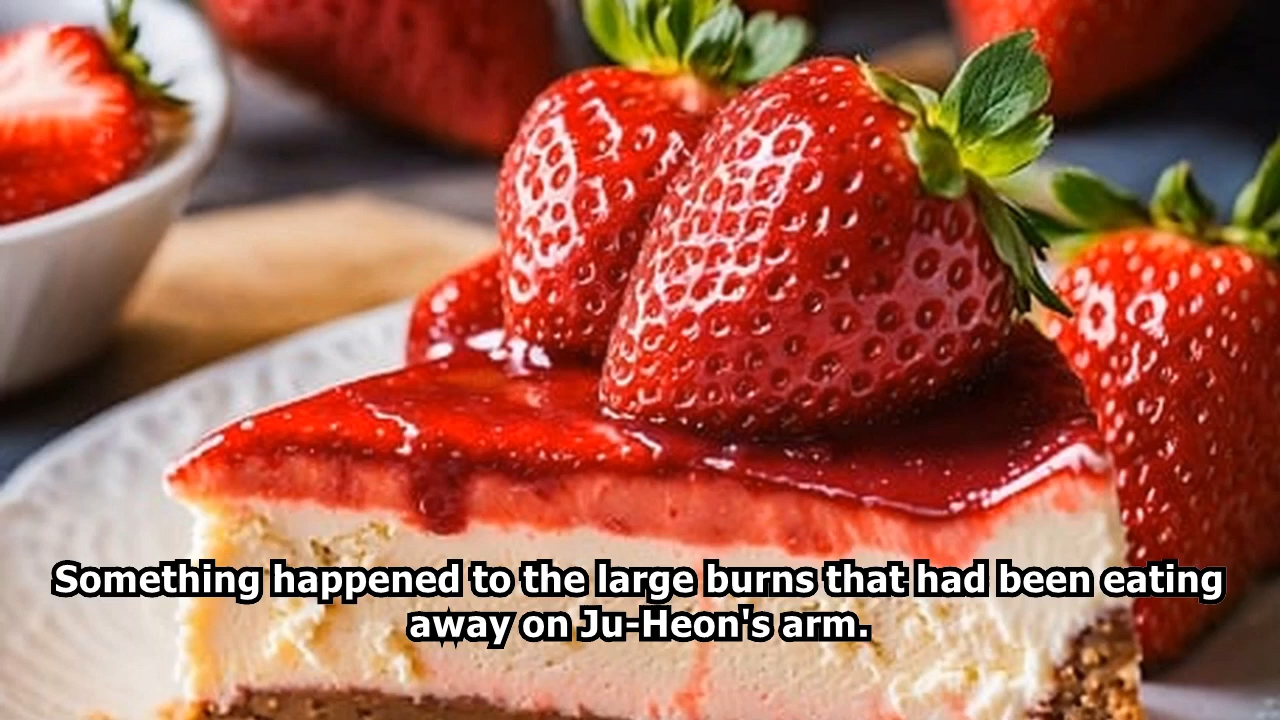 Something happened to the large burns that had been eating
away on Ju-Heon's arm.